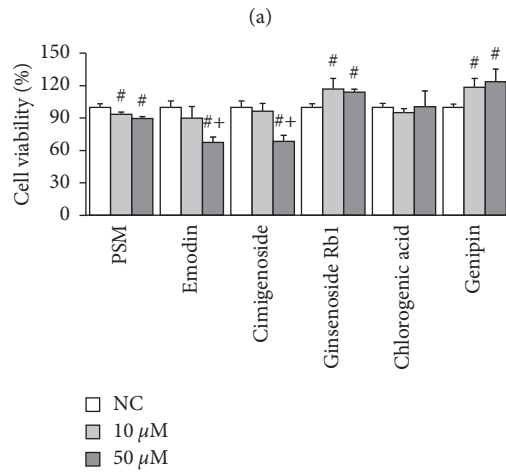 (a)
Cell viability (%)
150
120
90
60
30
0
# #
#+
#+
# #
# #
PSM
Emodin
Cimigenoside
Ginsenoside Rb1
Chlorogenic acid
Genipin
NC
10 μM
50 μM